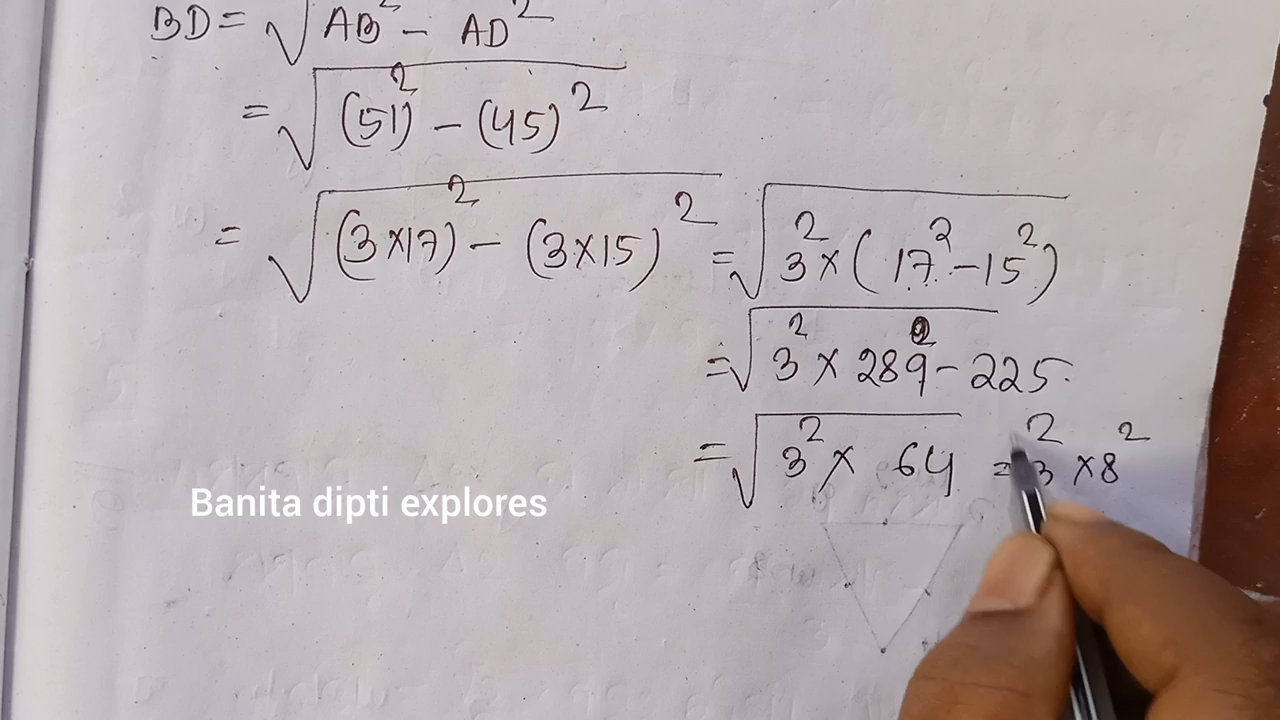 BD = √AB² - AD²
= √(51)² - (45)²
= √(3×17)² - (3×15)² = √3² × (17² - 15²)
= √3² × 289 - 225
= √3² × 64 = 3² × 8²
Banita dipti explores